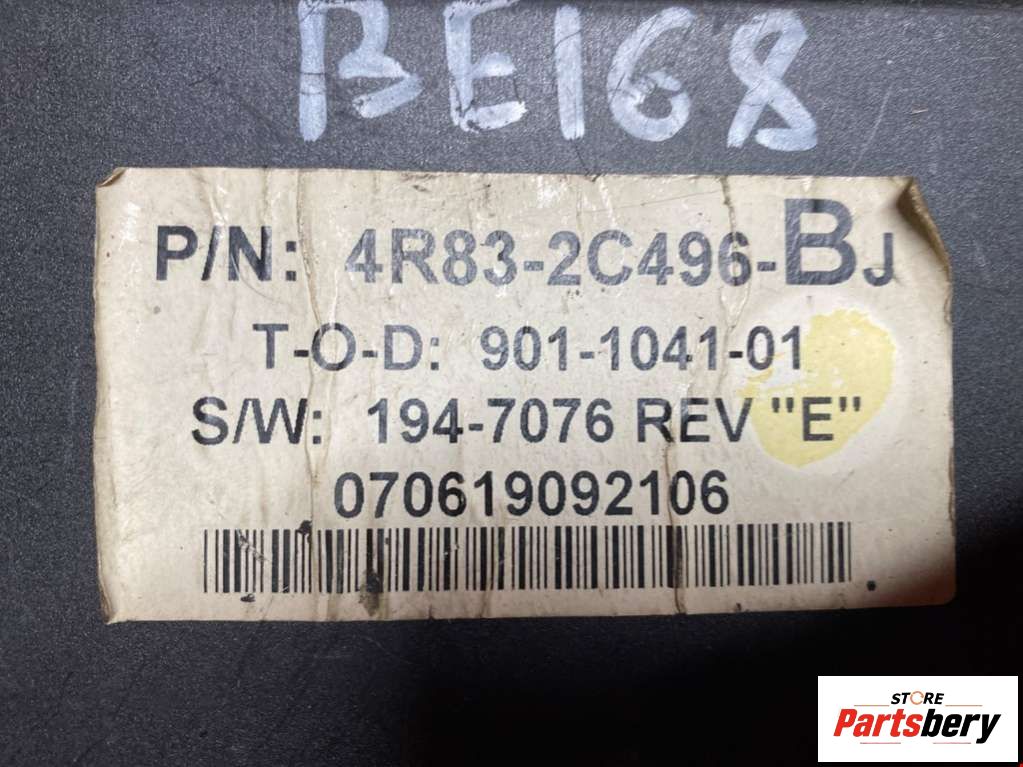 BE168
P/N: 4R83-2C496-BJ
T-O-D: 901-1041-01
S/W: 194-7076 REV "E"
070619092106
STORE
Partsbery